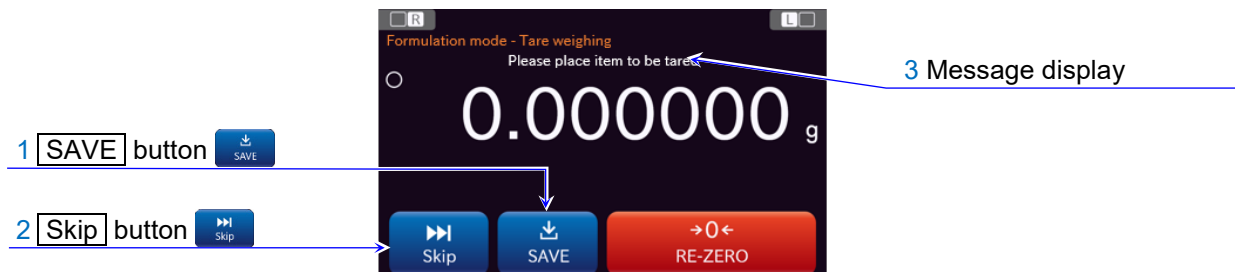 R
L
Formulation mode - Tare weighing
Please place item to be tared
3 Message display
0.000000 g
1 SAVE button SAVE
2 Skip button Skip
Skip
SAVE
→0←
RE-ZERO